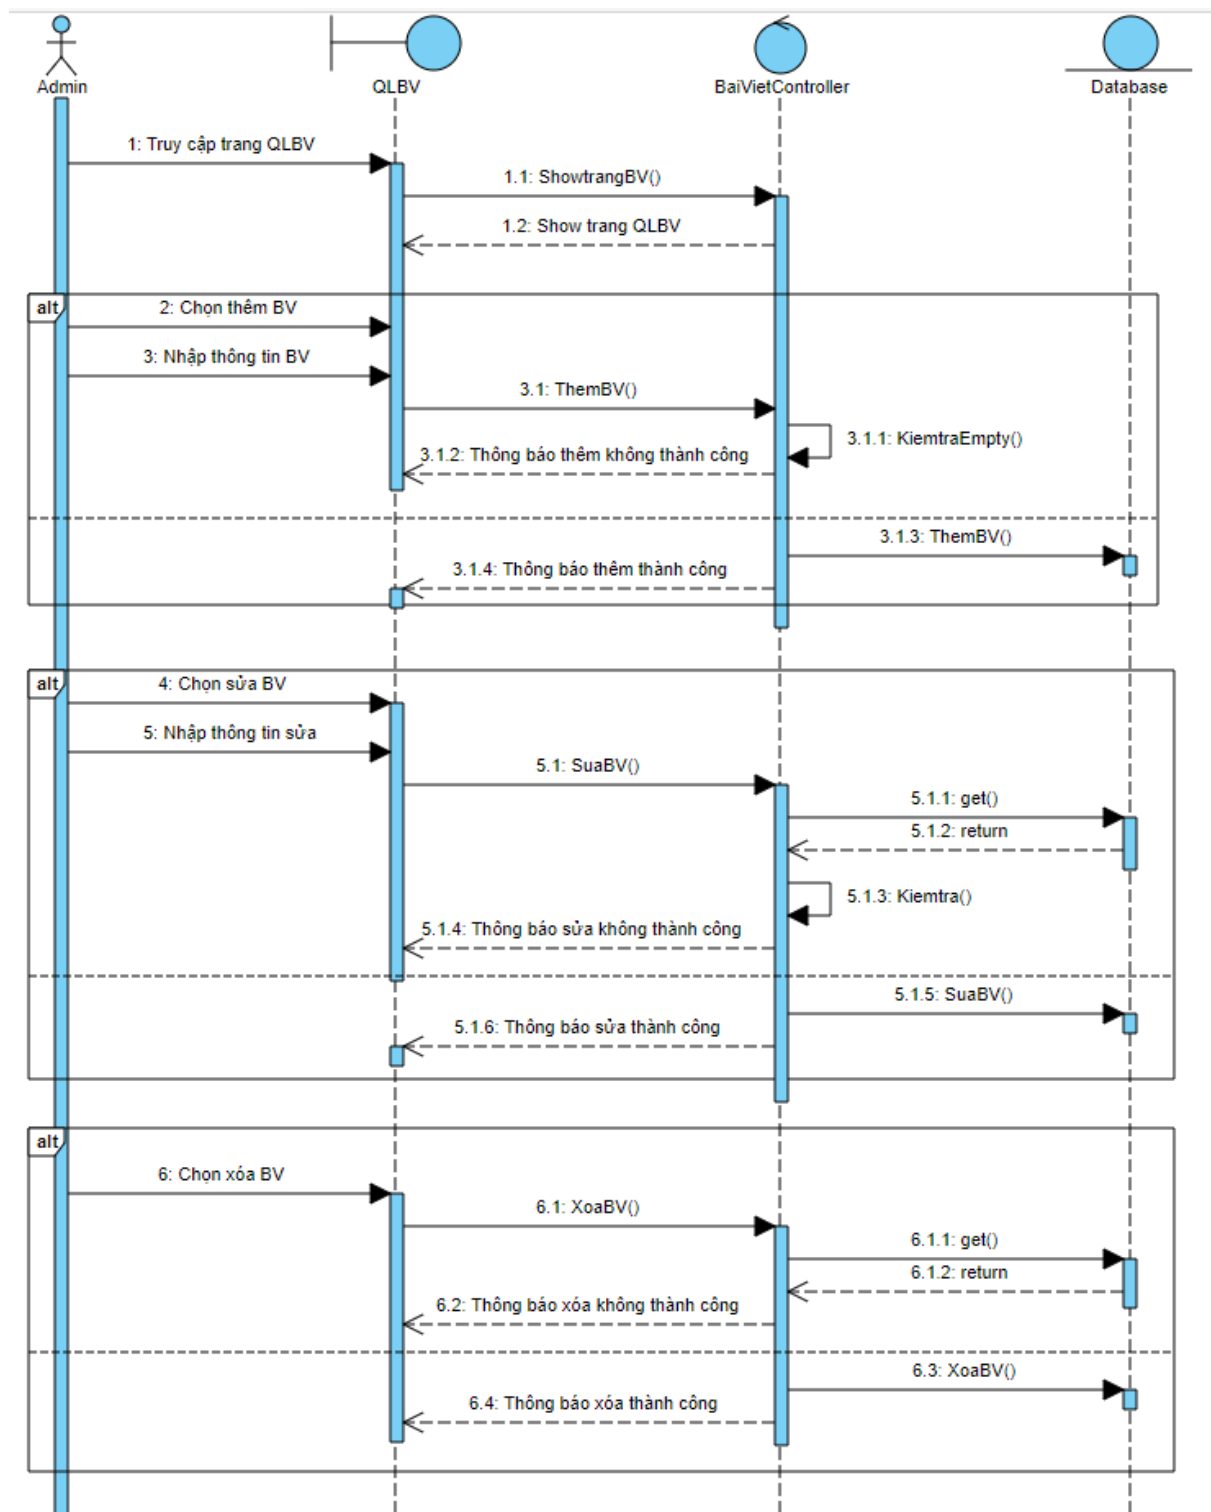 Admin
QLBV
BaiVietController
Database
1: Truy cập trang QLBV
1.1: ShowtrangBV()
1.2: Show trang QLBV
alt
2: Chọn thêm BV
3: Nhập thông tin BV
3.1: ThemBV()
3.1.1: KiemtraEmpty()
3.1.2: Thông báo thêm không thành công
3.1.3: ThemBV()
3.1.4: Thông báo thêm thành công
alt
4: Chọn sửa BV
5: Nhập thông tin sửa
5.1: SuaBV()
5.1.1: get()
5.1.2: return
5.1.3: Kiemtra()
5.1.4: Thông báo sửa không thành công
5.1.5: SuaBV()
5.1.6: Thông báo sửa thành công
alt
6: Chọn xóa BV
6.1: XoaBV()
6.1.1: get()
6.1.2: return
6.2: Thông báo xóa không thành công
6.3: XoaBV()
6.4: Thông báo xóa thành công